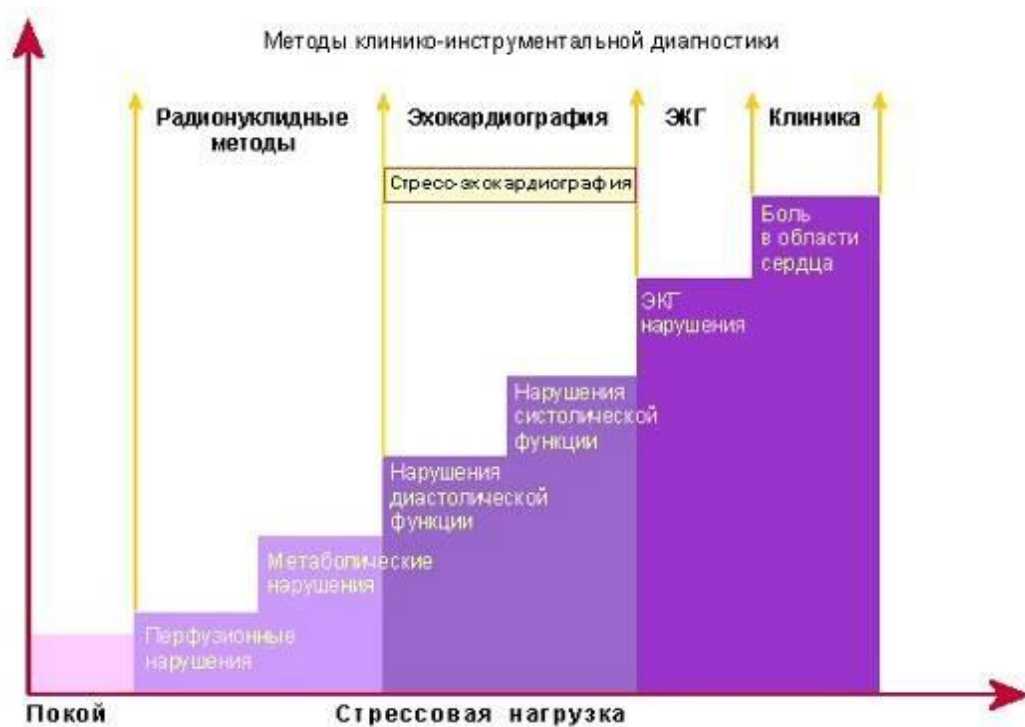 Методы клинико-инструментальной диагностики
Радионуклидные
методы
Эхокардиография
ЭКГ
Клиника
Стресс-эхокардиография
Боль
в области
сердца
ЭКГ
нарушения
Нарушения
систолической
функции
Нарушения
диастолической
функции
Метаболические
нарушения
Перфузионные
нарушения
Покой
Стрессовая нагрузка